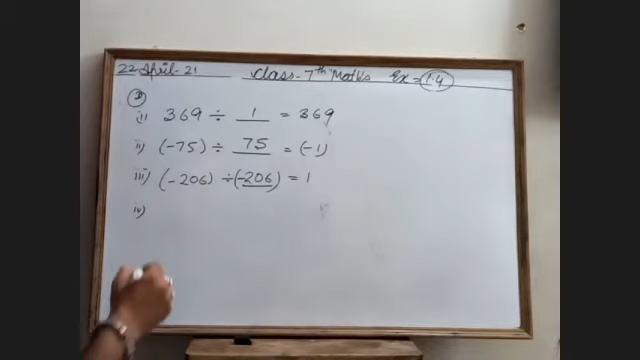 22 April-21 Class-7th Maths Ex = 1.4
3
(i) 369 ÷ 1 = 369
ii) (-75) ÷ 75 = (-1)
iii) (-206) ÷ (-206) = 1
iv)